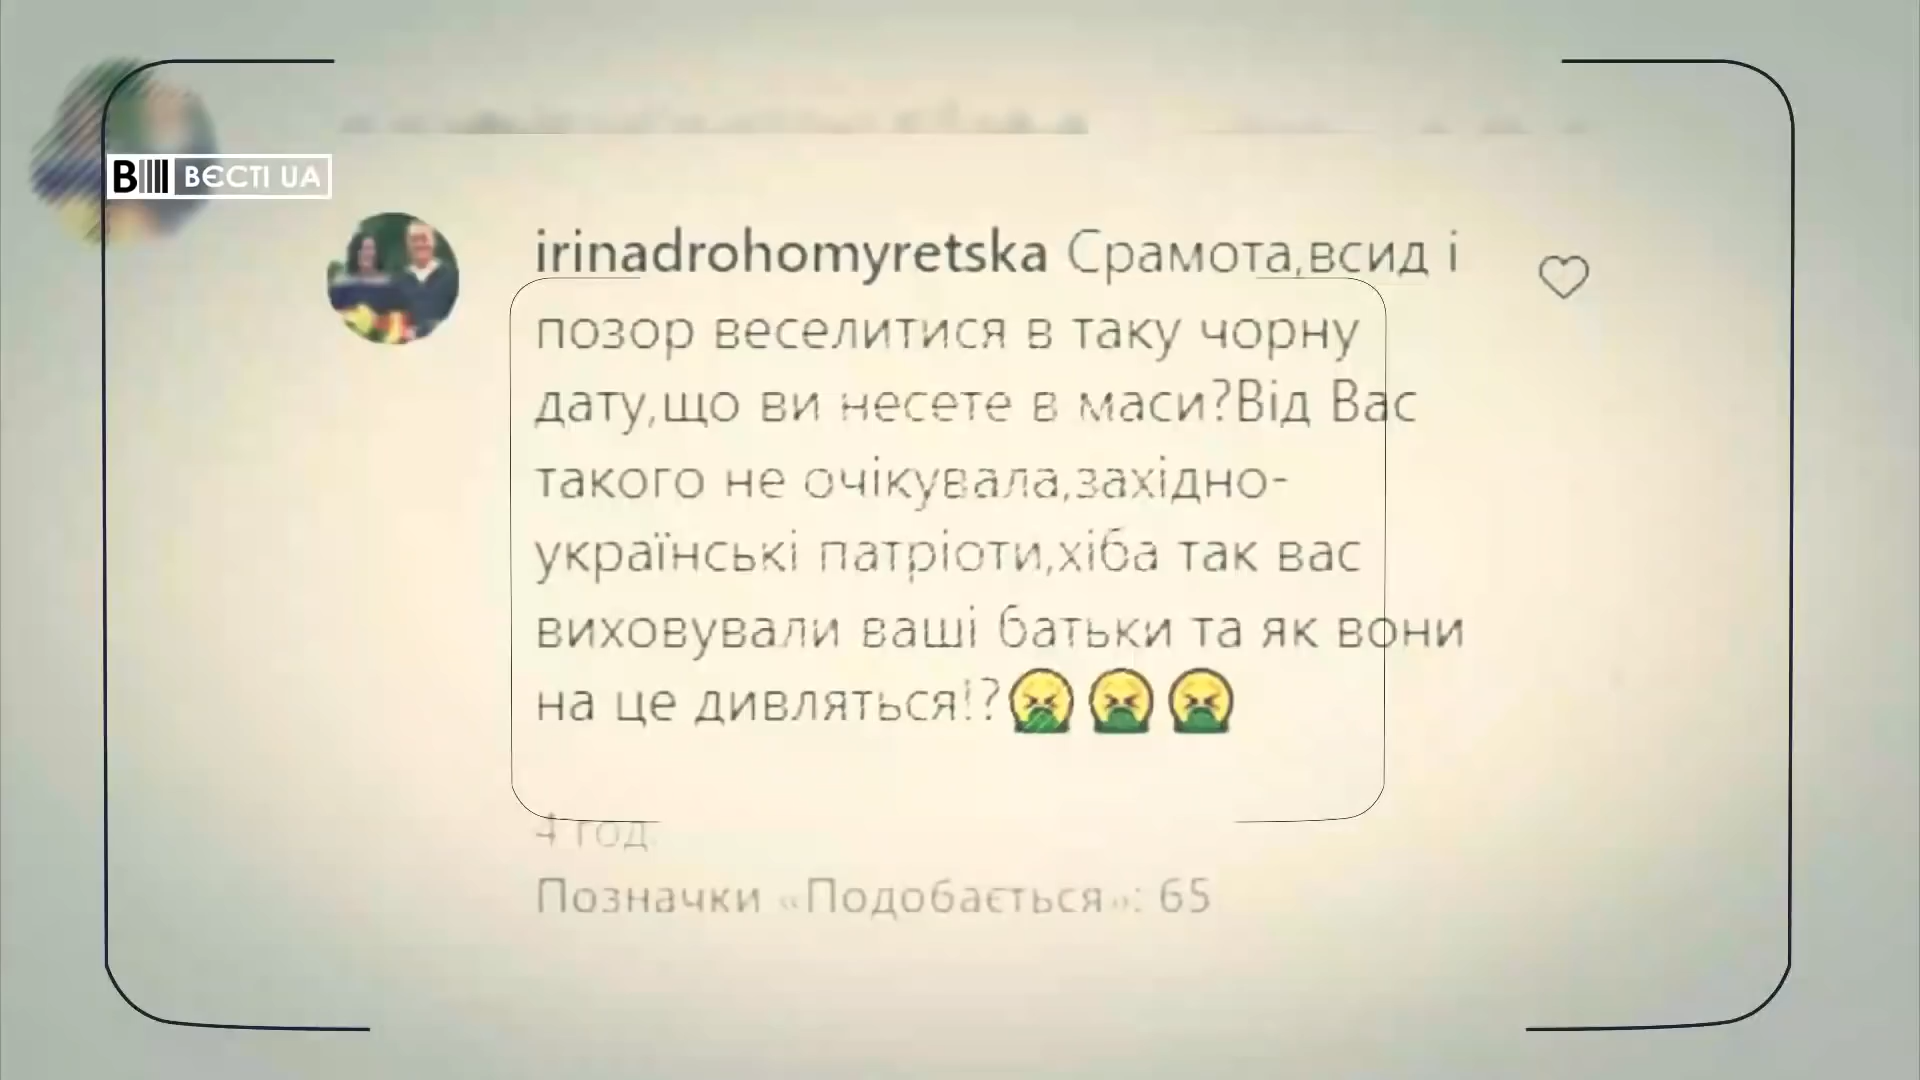 В ВЄСТІ UA
irinadrohomyretska Срамота,всид і
позор веселитися в таку чорну
дату,що ви несете в маси?Від Вас
такого не очікувала,західно-
українські патріоти,хіба так вас
виховували ваші батьки та як вони
на це дивляться!?🤮🤮🤮
4 год.
Позначки «Подобається»: 65